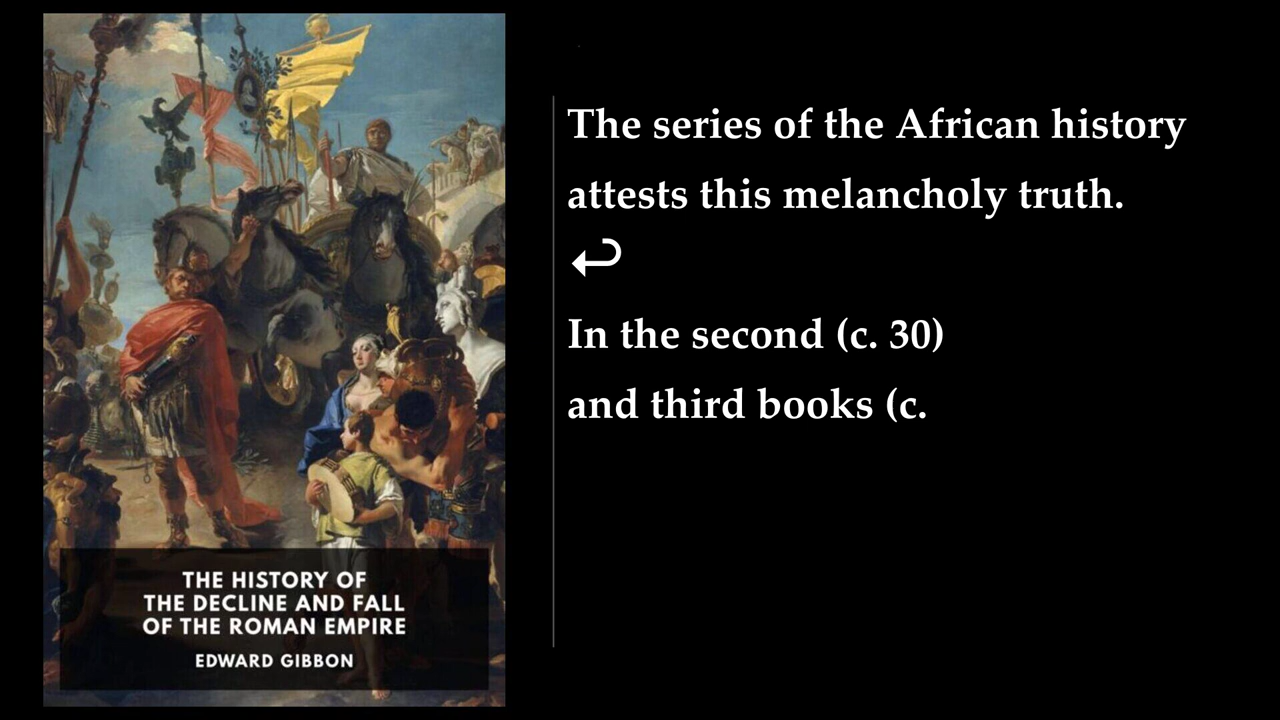 THE HISTORY OF
THE DECLINE AND FALL
OF THE ROMAN EMPIRE
EDWARD GIBBON
The series of the African history
attests this melancholy truth.
↩
In the second (c. 30)
and third books (c.